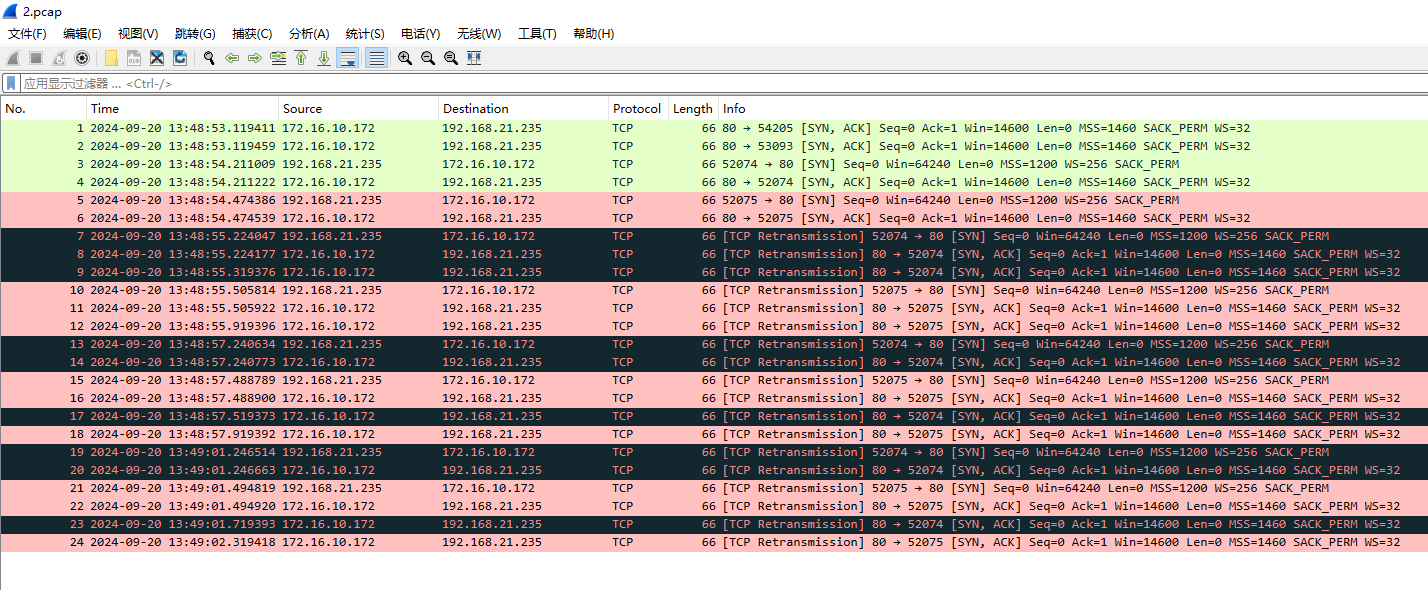 2.pcap
文件(F) 编辑(E) 视图(V) 跳转(G) 捕获(C) 分析(A) 统计(S) 电话(Y) 无线(W) 工具(T) 帮助(H)
应用显示过滤器 … <Ctrl-/>
No. Time Source Destination Protocol Length Info
1 2024-09-20 13:48:53.119411 172.16.10.172 192.168.21.235 TCP 66 80 → 54205 [SYN, ACK] Seq=0 Ack=1 Win=14600 Len=0 MSS=1460 SACK_PERM WS=32
2 2024-09-20 13:48:53.119459 172.16.10.172 192.168.21.235 TCP 66 80 → 53093 [SYN, ACK] Seq=0 Ack=1 Win=14600 Len=0 MSS=1460 SACK_PERM WS=32
3 2024-09-20 13:48:54.211009 192.168.21.235 172.16.10.172 TCP 66 52074 → 80 [SYN] Seq=0 Win=64240 Len=0 MSS=1200 WS=256 SACK_PERM
4 2024-09-20 13:48:54.211222 172.16.10.172 192.168.21.235 TCP 66 80 → 52074 [SYN, ACK] Seq=0 Ack=1 Win=14600 Len=0 MSS=1460 SACK_PERM WS=32
5 2024-09-20 13:48:54.474386 192.168.21.235 172.16.10.172 TCP 66 52075 → 80 [SYN] Seq=0 Win=64240 Len=0 MSS=1200 WS=256 SACK_PERM
6 2024-09-20 13:48:54.474539 172.16.10.172 192.168.21.235 TCP 66 80 → 52075 [SYN, ACK] Seq=0 Ack=1 Win=14600 Len=0 MSS=1460 SACK_PERM WS=32
7 2024-09-20 13:48:55.224047 192.168.21.235 172.16.10.172 TCP 66 [TCP Retransmission] 52074 → 80 [SYN] Seq=0 Win=64240 Len=0 MSS=1200 WS=256 SACK_PERM
8 2024-09-20 13:48:55.224177 172.16.10.172 192.168.21.235 TCP 66 [TCP Retransmission] 80 → 52074 [SYN, ACK] Seq=0 Ack=1 Win=14600 Len=0 MSS=1460 SACK_PERM WS=32
9 2024-09-20 13:48:55.319376 172.16.10.172 192.168.21.235 TCP 66 [TCP Retransmission] 80 → 52074 [SYN, ACK] Seq=0 Ack=1 Win=14600 Len=0 MSS=1460 SACK_PERM WS=32
10 2024-09-20 13:48:55.505814 192.168.21.235 172.16.10.172 TCP 66 [TCP Retransmission] 52075 → 80 [SYN] Seq=0 Win=64240 Len=0 MSS=1200 WS=256 SACK_PERM
11 2024-09-20 13:48:55.505922 172.16.10.172 192.168.21.235 TCP 66 [TCP Retransmission] 80 → 52075 [SYN, ACK] Seq=0 Ack=1 Win=14600 Len=0 MSS=1460 SACK_PERM WS=32
12 2024-09-20 13:48:55.919396 172.16.10.172 192.168.21.235 TCP 66 [TCP Retransmission] 80 → 52075 [SYN, ACK] Seq=0 Ack=1 Win=14600 Len=0 MSS=1460 SACK_PERM WS=32
13 2024-09-20 13:48:57.240634 192.168.21.235 172.16.10.172 TCP 66 [TCP Retransmission] 52074 → 80 [SYN] Seq=0 Win=64240 Len=0 MSS=1200 WS=256 SACK_PERM
14 2024-09-20 13:48:57.240773 172.16.10.172 192.168.21.235 TCP 66 [TCP Retransmission] 80 → 52074 [SYN, ACK] Seq=0 Ack=1 Win=14600 Len=0 MSS=1460 SACK_PERM WS=32
15 2024-09-20 13:48:57.488789 192.168.21.235 172.16.10.172 TCP 66 [TCP Retransmission] 52075 → 80 [SYN] Seq=0 Win=64240 Len=0 MSS=1200 WS=256 SACK_PERM
16 2024-09-20 13:48:57.488900 172.16.10.172 192.168.21.235 TCP 66 [TCP Retransmission] 80 → 52075 [SYN, ACK] Seq=0 Ack=1 Win=14600 Len=0 MSS=1460 SACK_PERM WS=32
17 2024-09-20 13:48:57.519373 172.16.10.172 192.168.21.235 TCP 66 [TCP Retransmission] 80 → 52074 [SYN, ACK] Seq=0 Ack=1 Win=14600 Len=0 MSS=1460 SACK_PERM WS=32
18 2024-09-20 13:48:57.919392 172.16.10.172 192.168.21.235 TCP 66 [TCP Retransmission] 80 → 52075 [SYN, ACK] Seq=0 Ack=1 Win=14600 Len=0 MSS=1460 SACK_PERM WS=32
19 2024-09-20 13:49:01.246514 192.168.21.235 172.16.10.172 TCP 66 [TCP Retransmission] 52074 → 80 [SYN] Seq=0 Win=64240 Len=0 MSS=1200 WS=256 SACK_PERM
20 2024-09-20 13:49:01.246663 172.16.10.172 192.168.21.235 TCP 66 [TCP Retransmission] 80 → 52074 [SYN, ACK] Seq=0 Ack=1 Win=14600 Len=0 MSS=1460 SACK_PERM WS=32
21 2024-09-20 13:49:01.494819 192.168.21.235 172.16.10.172 TCP 66 [TCP Retransmission] 52075 → 80 [SYN] Seq=0 Win=64240 Len=0 MSS=1200 WS=256 SACK_PERM
22 2024-09-20 13:49:01.494920 172.16.10.172 192.168.21.235 TCP 66 [TCP Retransmission] 80 → 52075 [SYN, ACK] Seq=0 Ack=1 Win=14600 Len=0 MSS=1460 SACK_PERM WS=32
23 2024-09-20 13:49:01.719393 172.16.10.172 192.168.21.235 TCP 66 [TCP Retransmission] 80 → 52074 [SYN, ACK] Seq=0 Ack=1 Win=14600 Len=0 MSS=1460 SACK_PERM WS=32
24 2024-09-20 13:49:02.319418 172.16.10.172 192.168.21.235 TCP 66 [TCP Retransmission] 80 → 52075 [SYN, ACK] Seq=0 Ack=1 Win=14600 Len=0 MSS=1460 SACK_PERM WS=32